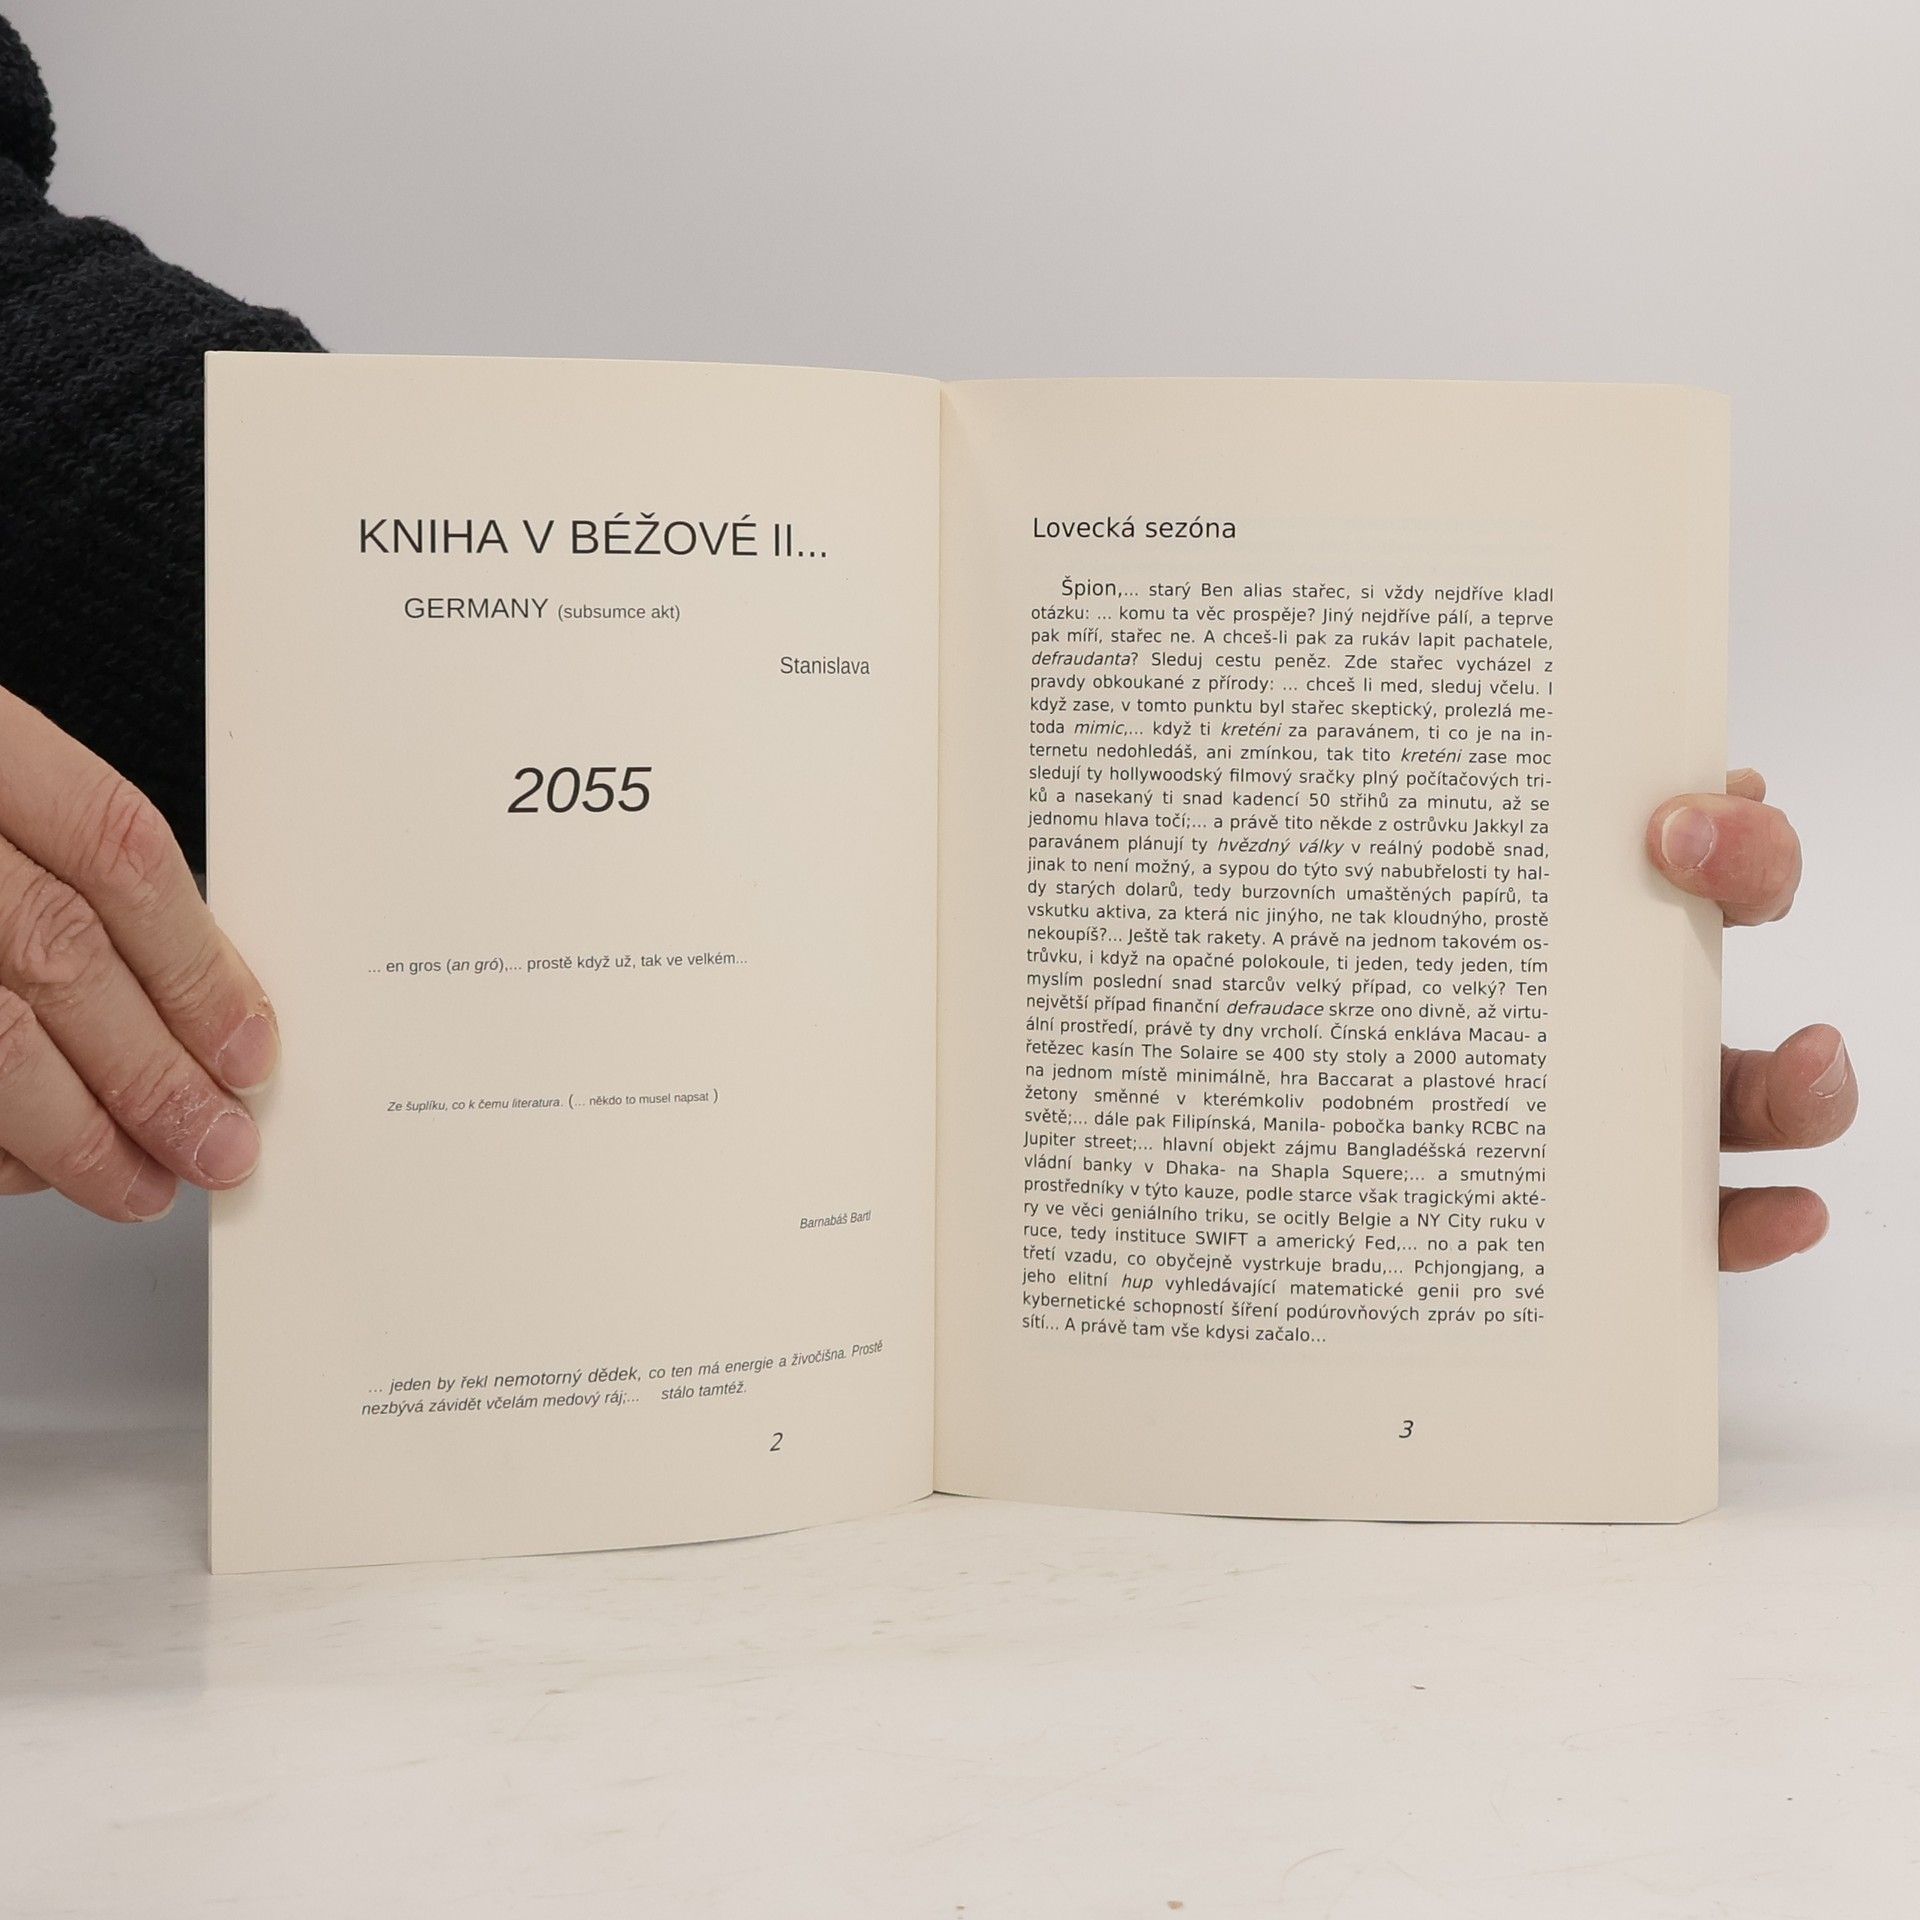 KNIHA V BÉŽOVÉ II...
GERMANY (subsumce akt)
Stanislava
2055
... en gros (an gró),... prostě když už, tak ve velkém...
Ze šuplíku, co k čemu literatura. (... někdo to musel napsat )
Barnabáš Bartl
... jeden by řekl nemotorný dědek, co ten má energie a živočišna. Prostě
nezbývá závidět včelám medový ráj;... stálo tamtéž.
2
Lovecká sezóna
Špion,... starý Ben alias stařec, si vždy nejdříve kladl
otázku: ... komu ta věc prospěje? Jiný nejdříve pálí, a teprve
pak míří, stařec ne. A chceš-li pak za rukáv lapit pachatele,
defraudanta? Sleduj cestu peněz. Zde stařec vycházel z
pravdy obkoukané z přírody: ... chceš li med, sleduj včelu. I
když zase, v tomto punktu byl stařec skeptický, prolezlá me-
toda mimic,... když ti kreténi za paravánem, ti co je na in-
ternetu nedohledáš, ani zmínkou, tak tito kreténi zase moc
sledují ty hollywoodský filmový sračky plný počítačových tri-
ků a nasekaný ti snad kadencí 50 střihů za minutu, až se
jednomu hlava točí;... a právě tito někde z ostrůvku Jakkyl za
paravánem plánují ty hvězdný války v reálný podobě snad,
jinak to není možný, a sypou do týto svý nabubřelosti ty hal-
dy starých dolarů, tedy burzovních umaštěných papírů, ta
vskutku aktiva, za která nic jinýho, ne tak kloudnýho, prostě
nekoupíš?... Ještě tak rakety. A právě na jednom takovém os-
trůvku, i když na opačné polokoule, ti jeden, tedy jeden, tím
myslím poslední snad starcův velký případ, co velký? Ten
největší případ finanční defraudace skrze ono divně, až virtu-
ální prostředí, právě ty dny vrcholí. Čínská enkláva Macau- a
řetězec kasín The Solaire se 400 sty stoly a 2000 automaty
na jednom místě minimálně, hra Baccarat a plastové hrací
žetony směnné v kterémkoliv podobném prostředí ve
světě;... dále pak Filipínská, Manila- pobočka banky RCBC na
Jupiter street;... hlavní objekt zájmu Bangladéšská rezervní
vládní banky v Dhaka- na Shapla Squere;... a smutnými
prostředníky v týto kauze, podle starce však tragickými akté-
ry ve věci geniálního triku, se ocitly Belgie a NY City ruku v
ruce, tedy instituce SWIFT a americký Fed,... no a pak ten
třetí vzadu, co obyčejně vystrkuje bradu,... Pchjongjang, a
jeho elitní hup vyhledávající matematické genii pro své
kybernetické schopností šíření podúrovňových zpráv po síti-
sítí... A právě tam vše kdysi začalo...
3